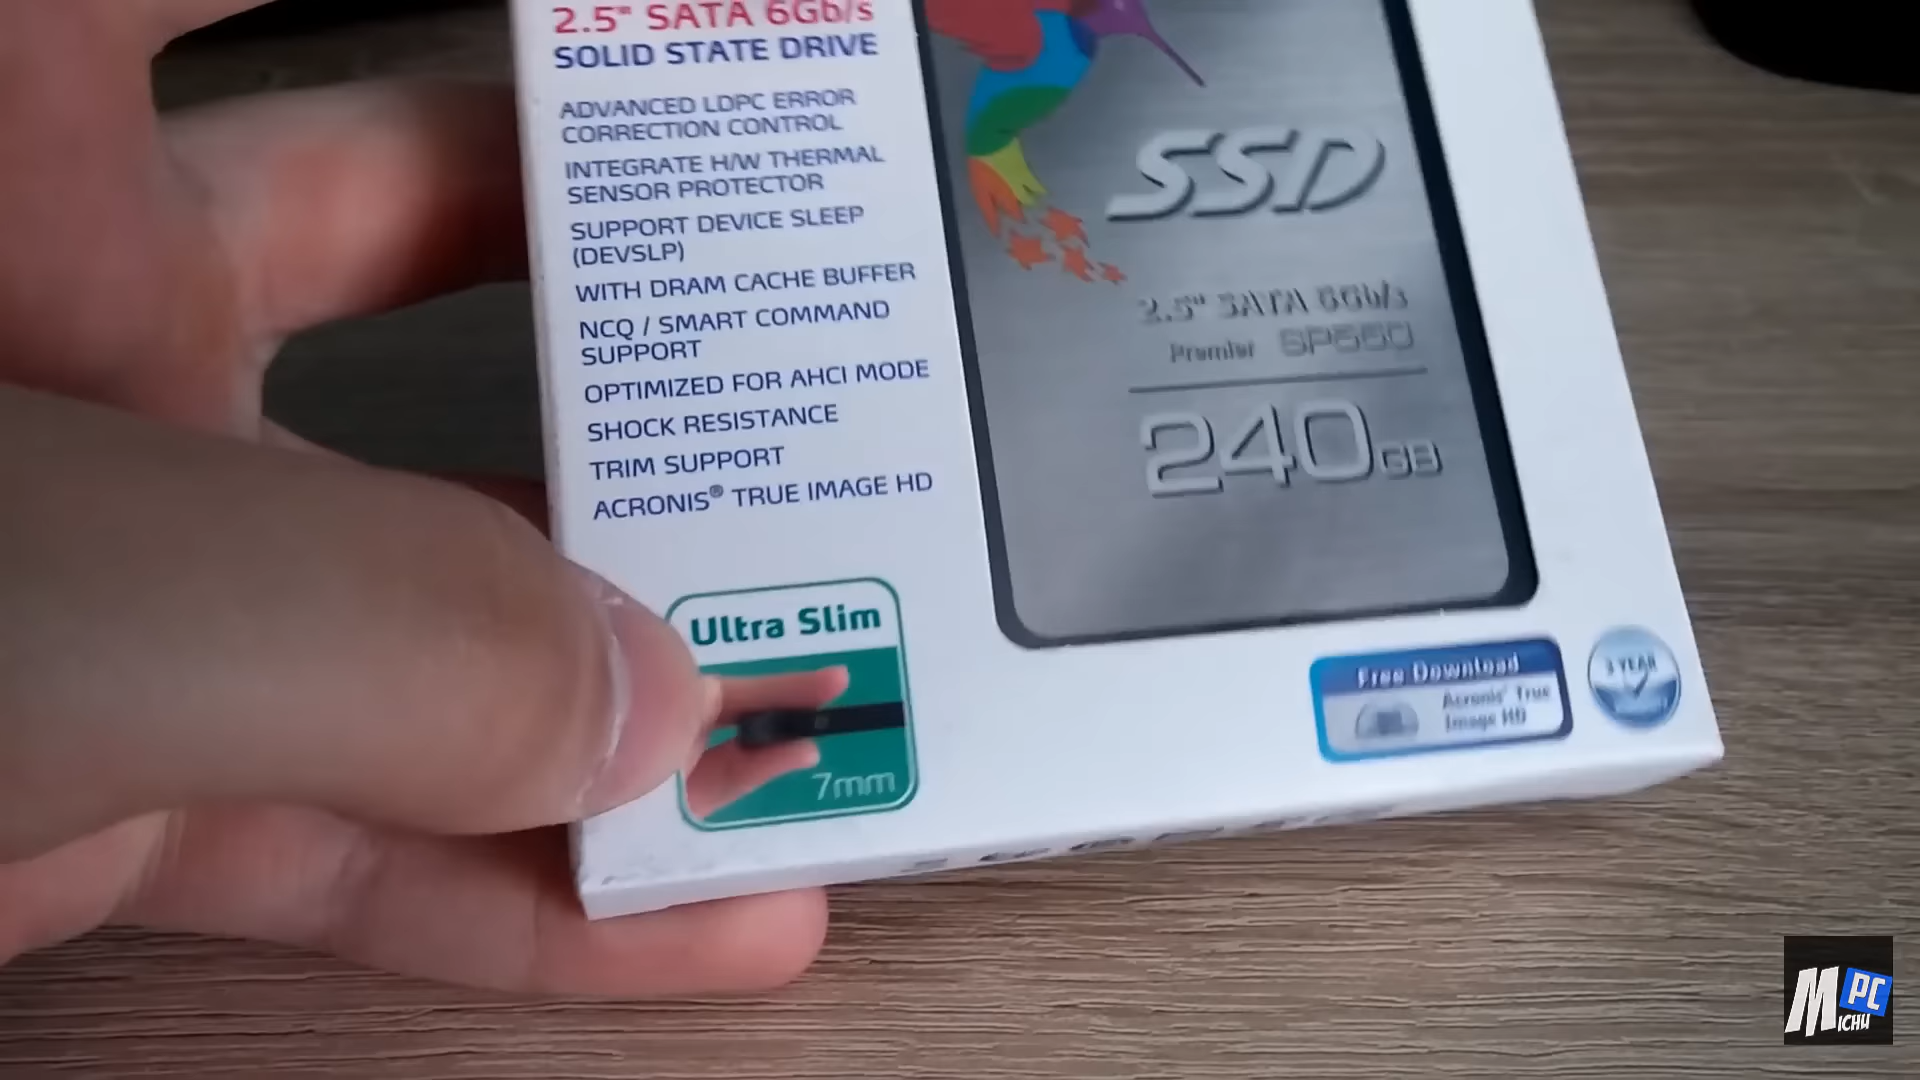 2.5" SATA 6Gb/s
SOLID STATE DRIVE
ADVANCED LDPC ERROR
CORRECTION CONTROL
INTEGRATE H/W THERMAL
SENSOR PROTECTOR
SUPPORT DEVICE SLEEP
(DEVSLP)
WITH DRAM CACHE BUFFER
NCQ / SMART COMMAND
SUPPORT
OPTIMIZED FOR AHCI MODE
SHOCK RESISTANCE
TRIM SUPPORT
ACRONIS® TRUE IMAGE HD
Ultra Slim
7mm
SSD
2.5" SATA 6Gb/s
Premier SP550
240GB
Free Download
Acronis® True
Image HD
3 YEAR
M PC
ICHU